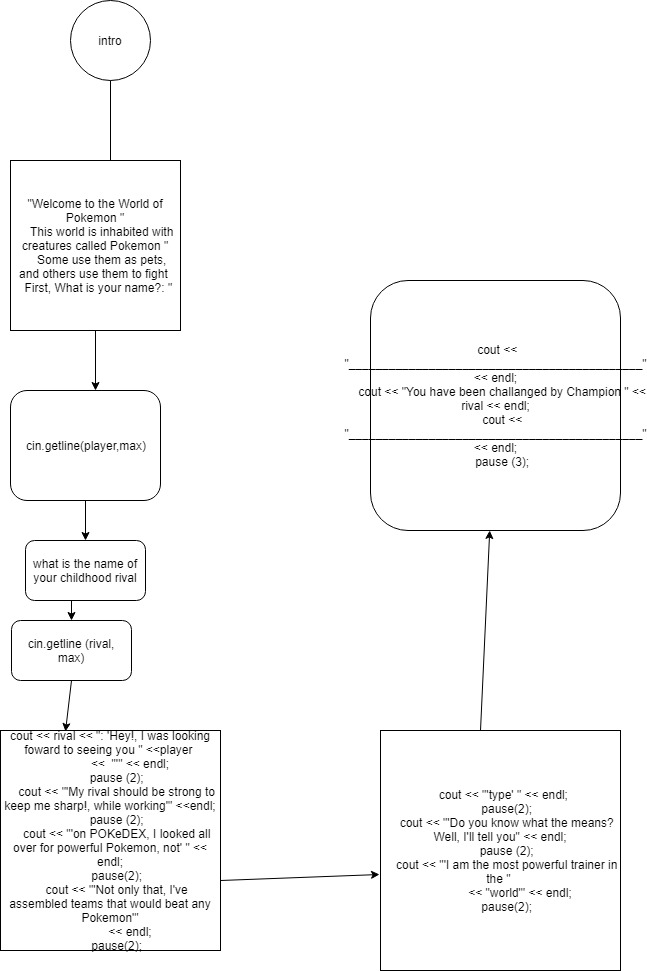 intro
"Welcome to the World of
Pokemon "
This world is inhabited with
creatures called Pokemon "
Some use them as pets,
and others use them to fight
First, What is your name?: "
cin.getline(player,max)
what is the name of
your childhood rival
cin.getline (rival,
max)
cout << rival << ": 'Hey!, I was looking
foward to seeing you " <<player
<< "'" << endl;
pause (2);
cout << "'My rival should be strong to
keep me sharp!, while working'" <<endl;
pause (2);
cout << "'on POKeDEX, I looked all
over for powerful Pokemon, not' " <<
endl;
pause(2);
cout << "'Not only that, I've
assembled teams that would beat any
Pokemon'"
<< endl;
pause(2);
cout << "'type' " << endl;
pause(2);
cout << "'Do you know what the means?
Well, I'll tell you" << endl;
pause (2);
cout << "'I am the most powerful trainer in
the "
<< "world'" << endl;
pause(2);
cout <<
"__________________________________________"
<< endl;
cout << "You have been challanged by Champion " <<
rival << endl;
cout <<
"__________________________________________"
<< endl;
pause (3);